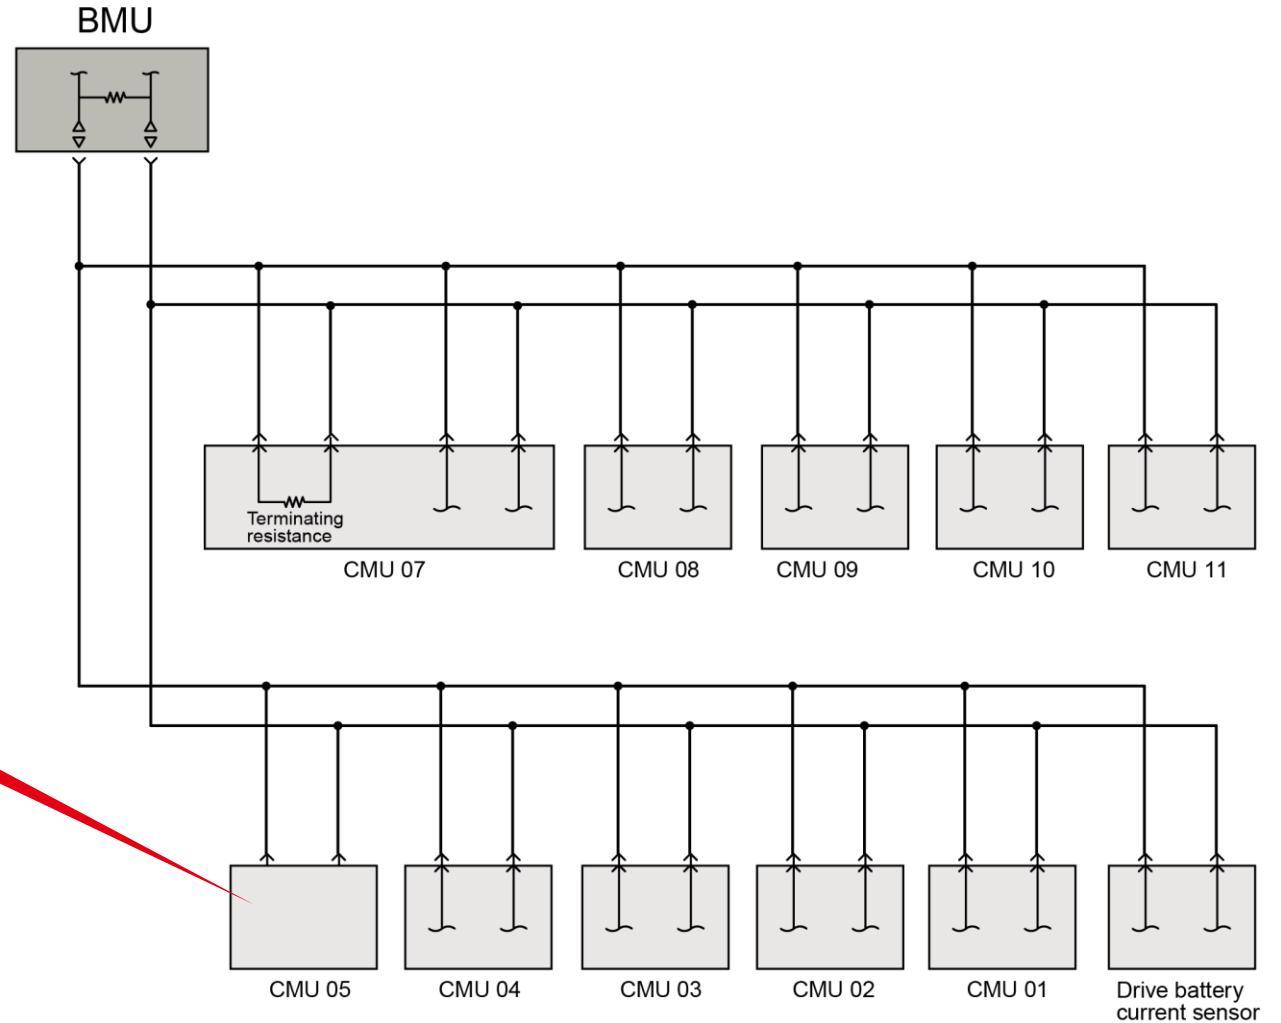 BMU
Terminating
resistance
CMU 07
CMU 08
CMU 09
CMU 10
CMU 11
CMU 05
CMU 04
CMU 03
CMU 02
CMU 01
Drive battery
current sensor